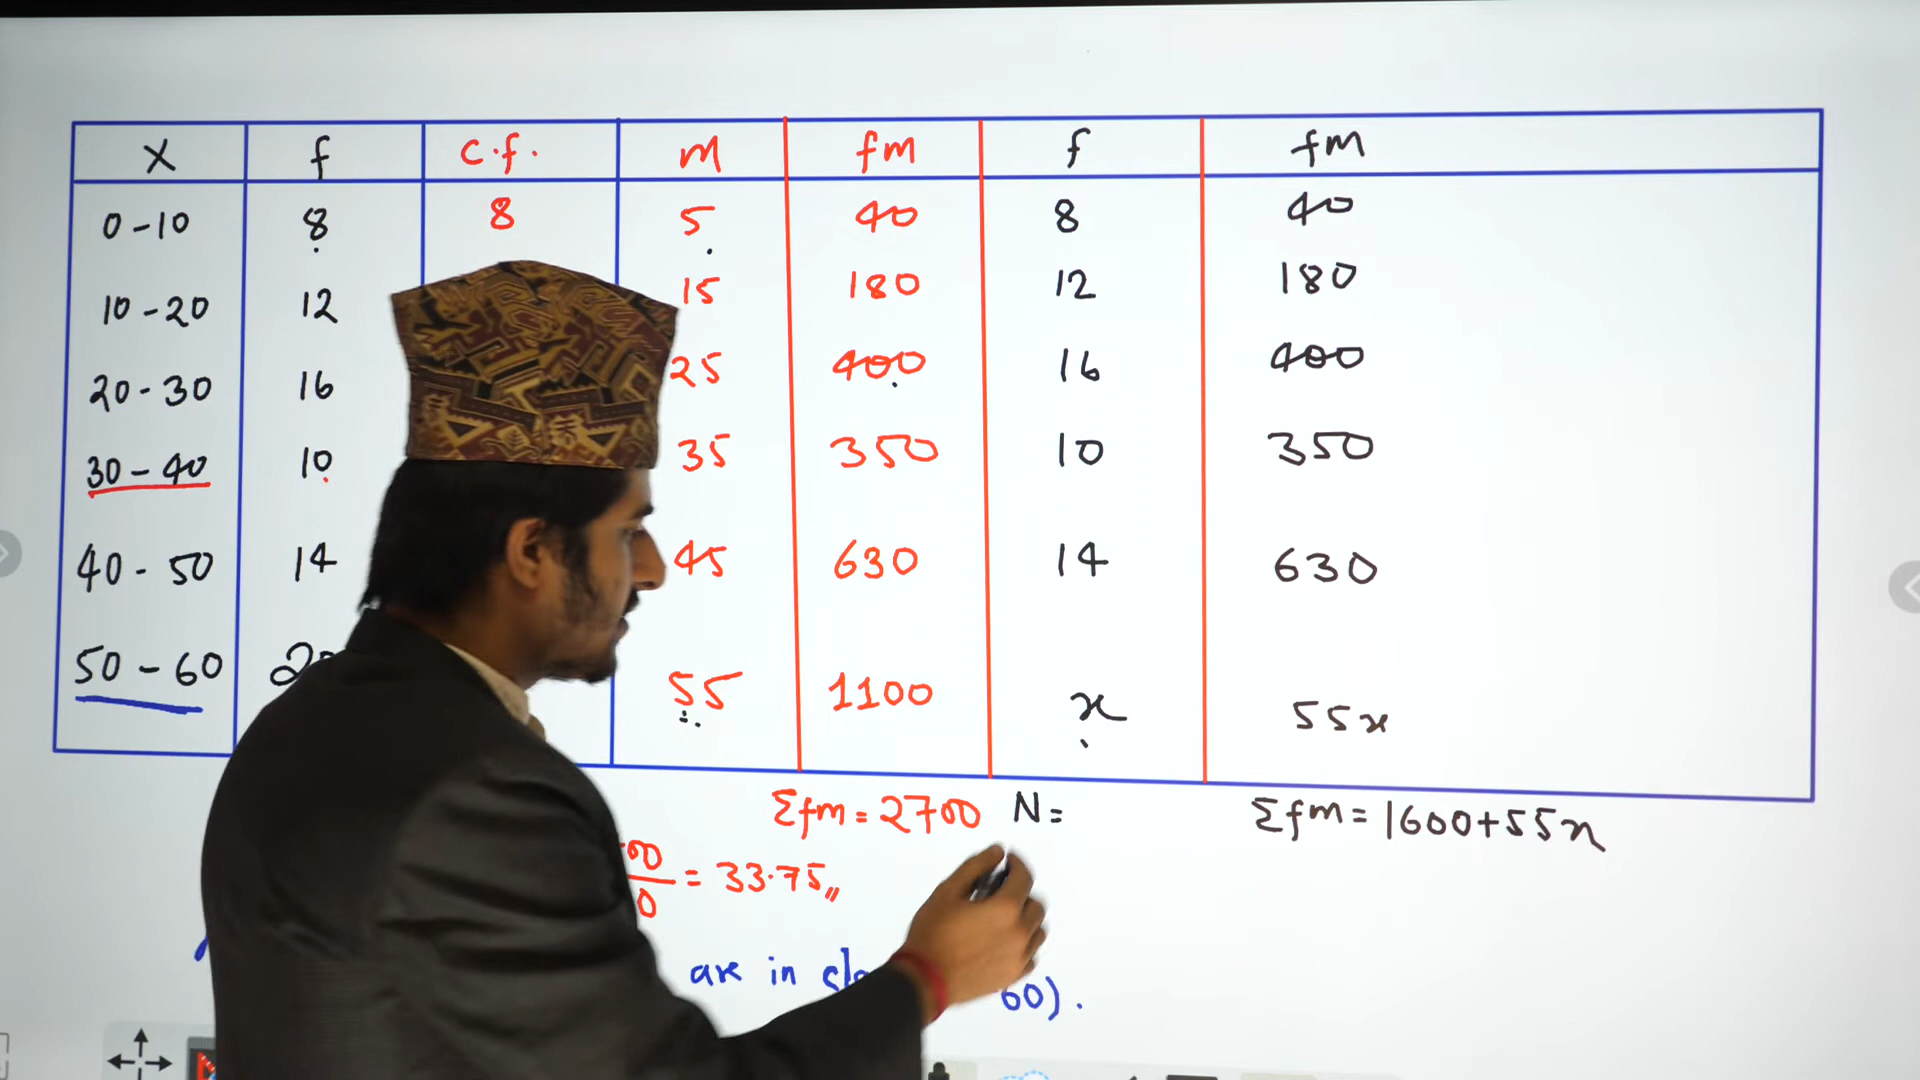 X f c.f. m fm f fm
0-10 8 8 5 40 8 40
10-20 12 15 180 12 180
20-30 16 25 400 16 400
30-40 10 35 350 10 350
40-50 14 45 630 14 630
50-60 55 1100 x 55x
Σfm = 2700 N = Σfm = 1600+55x
= 33.75
are in 60).